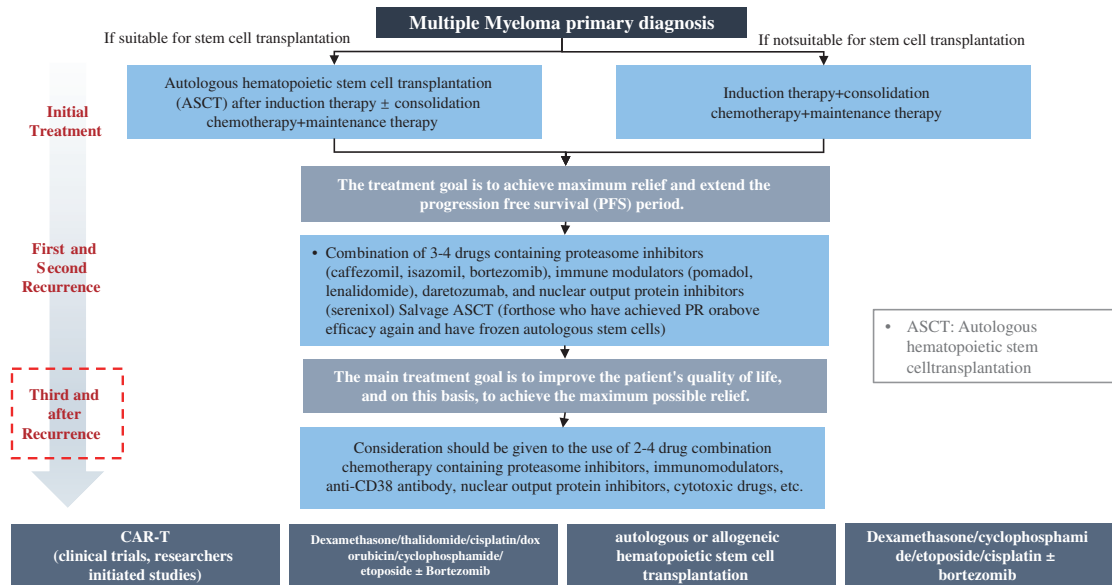 Multiple Myeloma primary diagnosis
If suitable for stem cell transplantation
If notsuitable for stem cell transplantation
Initial
Treatment
Autologous hematopoietic stem cell transplantation
(ASCT) after induction therapy ± consolidation
chemotherapy+maintenance therapy
Induction therapy+consolidation
chemotherapy+maintenance therapy
The treatment goal is to achieve maximum relief and extend the
progression free survival (PFS) period.
First and
Second
Recurrence
• Combination of 3-4 drugs containing proteasome inhibitors
(caffezomil, isazomil, bortezomib), immune modulators (pomadol,
lenalidomide), daretozumab, and nuclear output protein inhibitors
(serenixol) Salvage ASCT (forthose who have achieved PR orabove
efficacy again and have frozen autologous stem cells)
• ASCT: Autologous
hematopoietic stem
celltransplantation
Third and
after
Recurrence
The main treatment goal is to improve the patient's quality of life,
and on this basis, to achieve the maximum possible relief.
Consideration should be given to the use of 2-4 drug combination
chemotherapy containing proteasome inhibitors, immunomodulators,
anti-CD38 antibody, nuclear output protein inhibitors, cytotoxic drugs, etc.
CAR-T
(clinical trials, researchers
initiated studies)
Dexamethasone/thalidomide/cisplatin/dox
orubicin/cyclophosphamide/
etoposide ± Bortezomib
autologous or allogeneic
hematopoietic stem cell
transplantation
Dexamethasone/cyclophosphami
de/etoposide/cisplatin ±
bortezomib